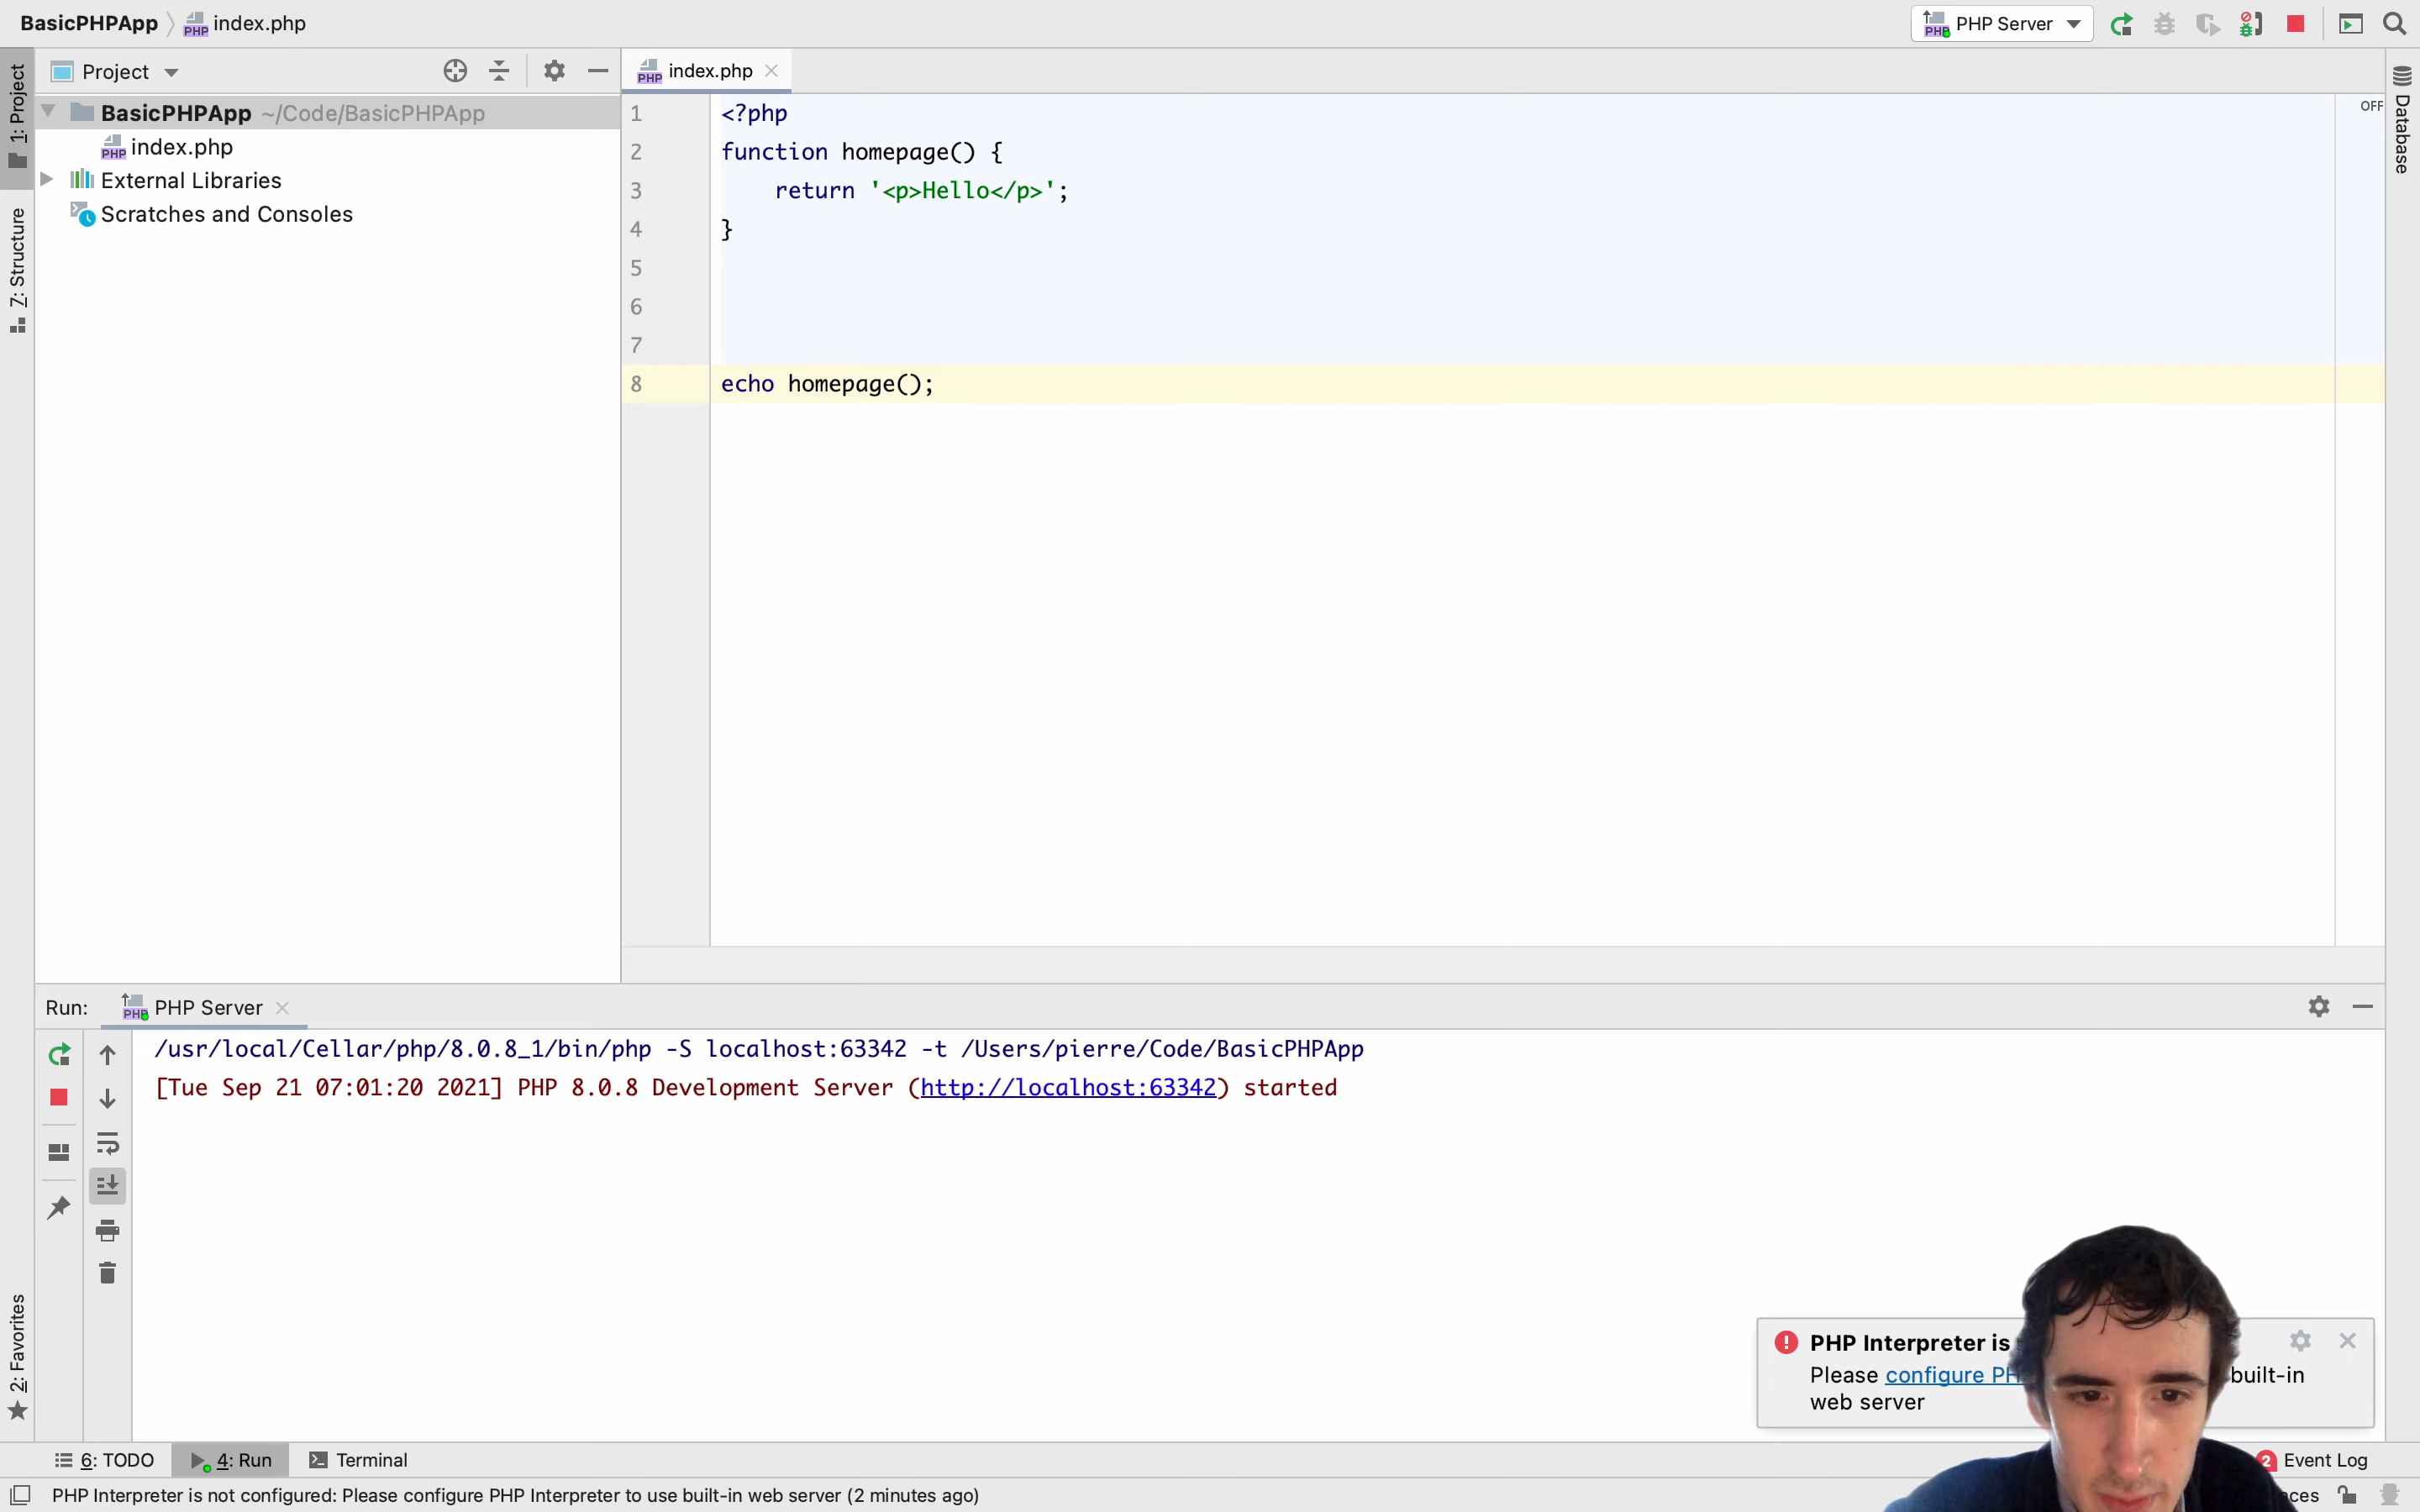 BasicPHPApp index.php PHP Server
1: Project
7: Structure
2: Favorites
Project
BasicPHPApp ~/Code/BasicPHPApp
index.php
External Libraries
Scratches and Consoles
index.php
OFF
Database
1 <?php
2 function homepage() {
3 return '<p>Hello</p>';
4 }
5
6
7
8 echo homepage();
Run: PHP Server
/usr/local/Cellar/php/8.0.8_1/bin/php -S localhost:63342 -t /Users/pierre/Code/BasicPHPApp
[Tue Sep 21 07:01:20 2021] PHP 8.0.8 Development Server (http://localhost:63342) started
PHP Interpreter is
Please configure built-in
web server
6: TODO 4: Run Terminal 2 Event Log
PHP Interpreter is not configured: Please configure PHP Interpreter to use built-in web server (2 minutes ago)